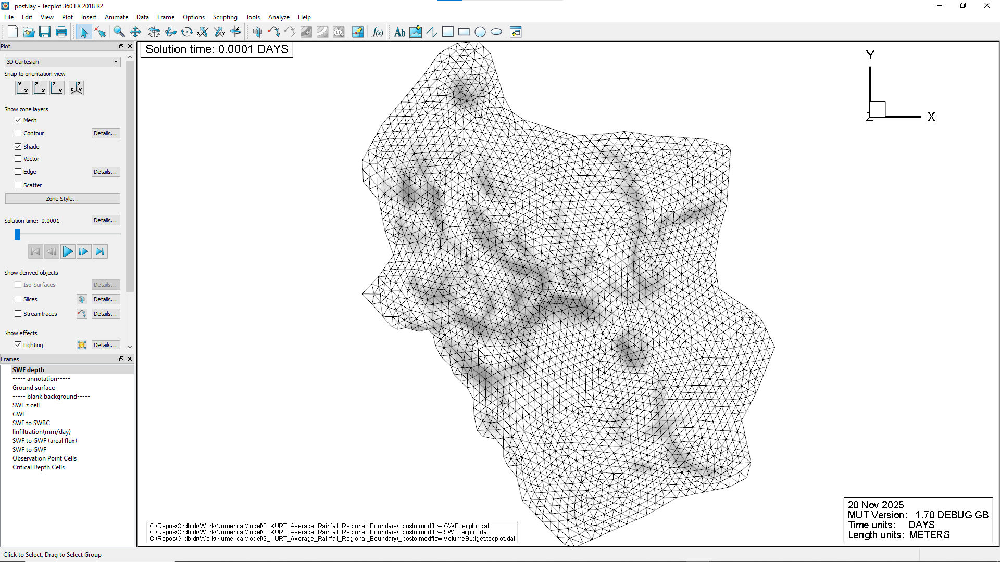 _post.lay - Tecplot 360 EX 2018 R2
File Edit View Plot Insert Animate Data Frame Options Scripting Tools Analyze Help
Plot
3D Cartesian
Snap to orientation view
Show zone layers
Mesh
Contour Details...
Shade
Vector
Edge Details...
Scatter
Zone Style...
Solution time: 0.0001 Details...
Show derived objects
Iso-Surfaces Details...
Slices Details...
Streamtraces Details...
Show effects
Lighting Details...
Frames
SWF depth
----- annotation-----
Ground surface
----- blank background-----
SWF z cell
GWF
SWF to SWBC
Iinfiltration(mm/day)
SWF to GWF (areal flux)
SWF to GWF
Observation Point Cells
Critical Depth Cells
Click to Select, Drag to Select Group
Solution time: 0.0001 DAYS
Y
Z X
C:\Repos\Grdbldr\Work\NumericalModel\3_KURT_Average_Rainfall_Regional_Boundary\_posto.modflow.GWF.tecplot.dat
C:\Repos\Grdbldr\Work\NumericalModel\3_KURT_Average_Rainfall_Regional_Boundary\_posto.modflow.SWF.tecplot.dat
C:\Repos\Grdbldr\Work\NumericalModel\3_KURT_Average_Rainfall_Regional_Boundary\_posto.modflow.VolumeBudget.tecplot.dat
20 Nov 2025
MUT Version: 1.70 DEBUG GB
Time units: DAYS
Length units: METERS